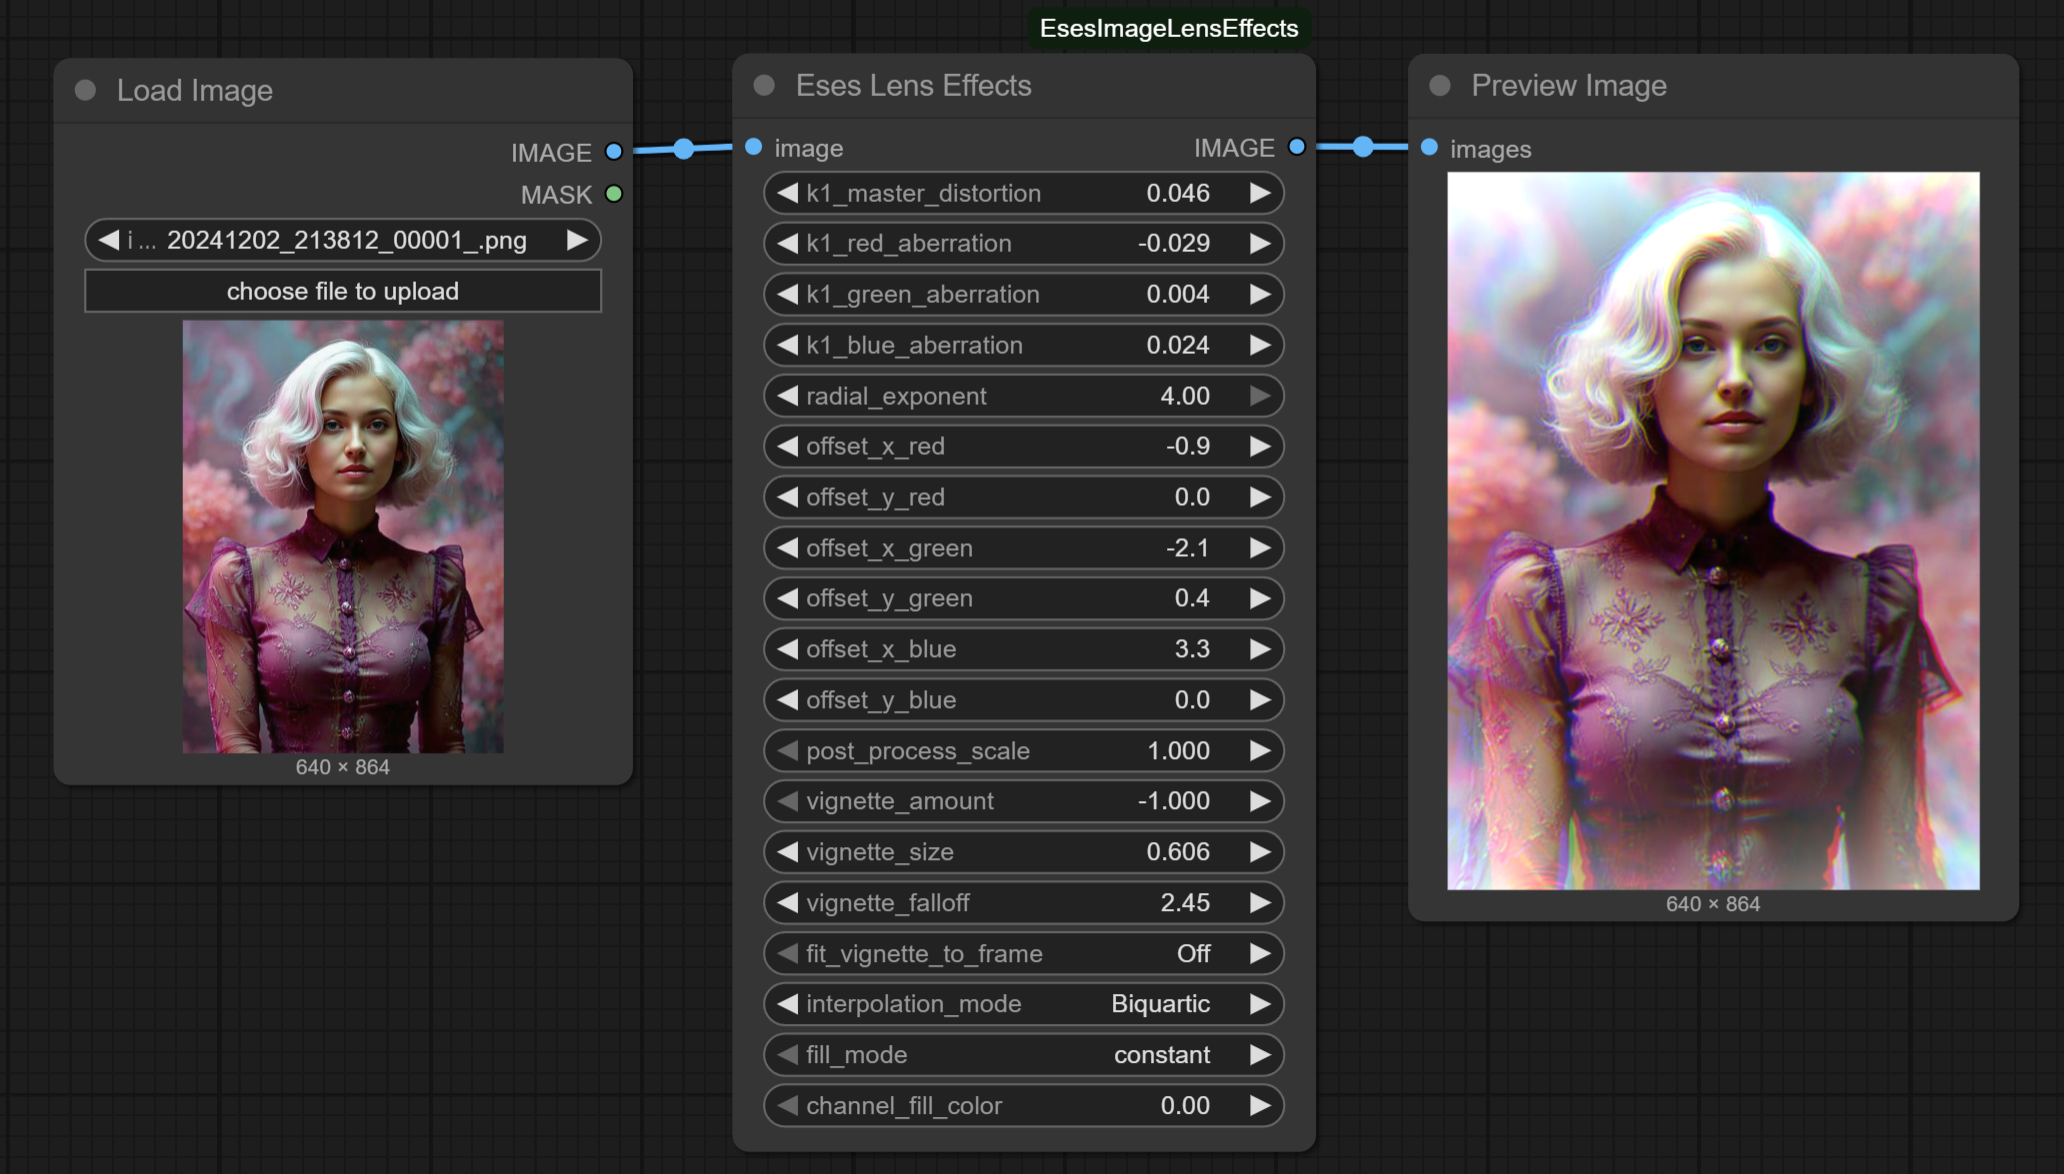 EsesImageLensEffects
Load Image
IMAGE
MASK
i ... 20241202_213812_00001_.png
choose file to upload
640 × 864
Eses Lens Effects
image IMAGE
k1_master_distortion 0.046
k1_red_aberration -0.029
k1_green_aberration 0.004
k1_blue_aberration 0.024
radial_exponent 4.00
offset_x_red -0.9
offset_y_red 0.0
offset_x_green -2.1
offset_y_green 0.4
offset_x_blue 3.3
offset_y_blue 0.0
post_process_scale 1.000
vignette_amount -1.000
vignette_size 0.606
vignette_falloff 2.45
fit_vignette_to_frame Off
interpolation_mode Biquartic
fill_mode constant
channel_fill_color 0.00
Preview Image
images
640 × 864